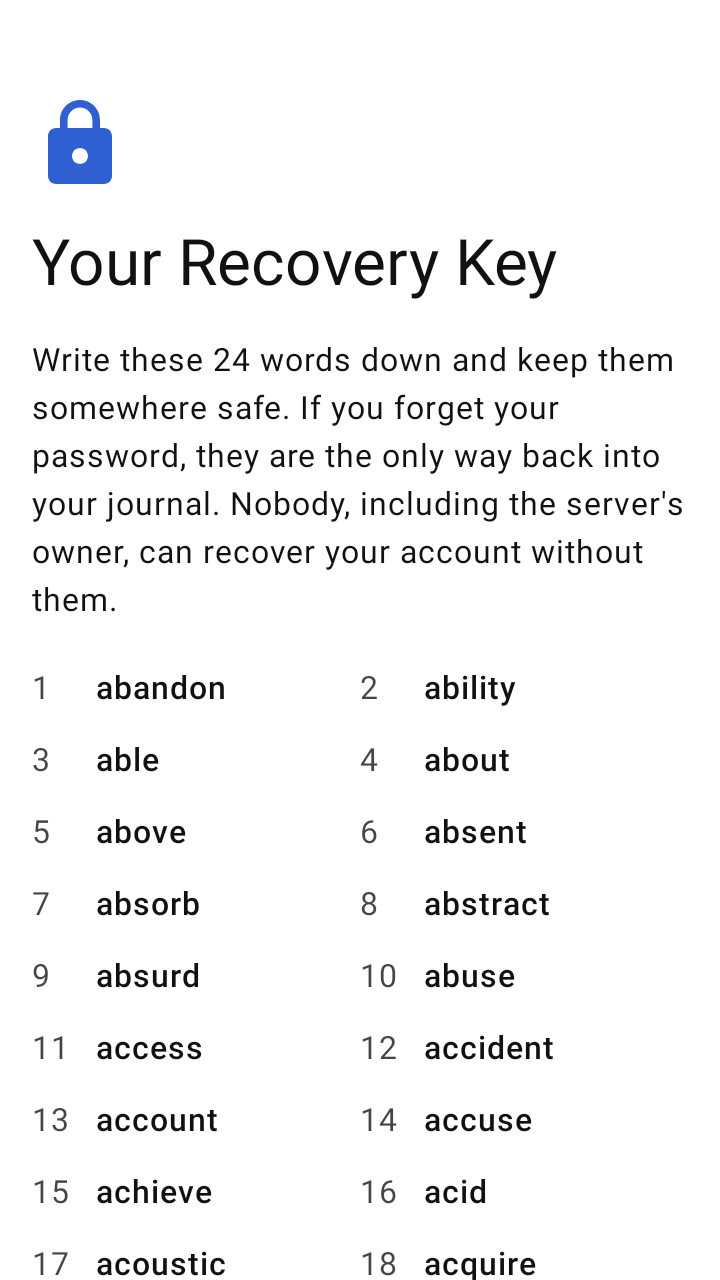 Your Recovery Key
Write these 24 words down and keep them
somewhere safe. If you forget your
password, they are the only way back into
your journal. Nobody, including the server's
owner, can recover your account without
them.
1 abandon 2 ability
3 able 4 about
5 above 6 absent
7 absorb 8 abstract
9 absurd 10 abuse
11 access 12 accident
13 account 14 accuse
15 achieve 16 acid
17 acoustic 18 acquire